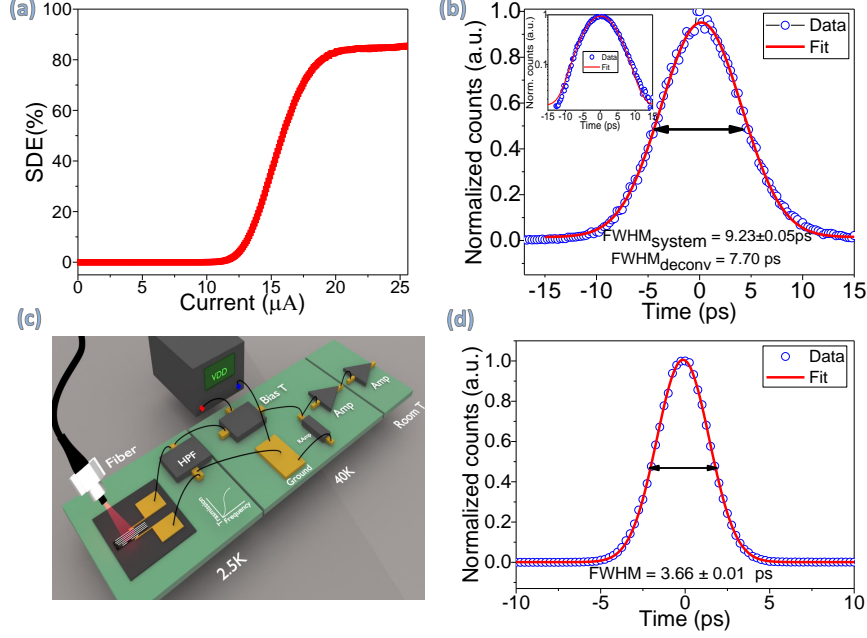 (a)
100
80
60
40
20
0
SDE(%)
0 5 10 15 20 25
Current (μA)
(b)
1.0
0.8
0.6
0.4
0.2
0.0
Normalized counts (a.u.)
Data
Fit
1
0.1
Norm. counts (a.u.)
Data
Fit
-15 -10 -5 0 5 10 15
Time (ps)
FWHMsystem = 9.23±0.05ps
FWHMdeconv = 7.70 ps
-15 -10 -5 0 5 10 15
Time (ps)
(c)
VDD
Bias T
Amp
Amp
Room T
Fiber
HPF
Ground
40K
Frequency
2.5K
(d)
1.0
0.8
0.6
0.4
0.2
0.0
Normalized counts (a.u.)
Data
Fit
FWHM = 3.66 ± 0.01 ps
-10 -5 0 5 10
Time (ps)